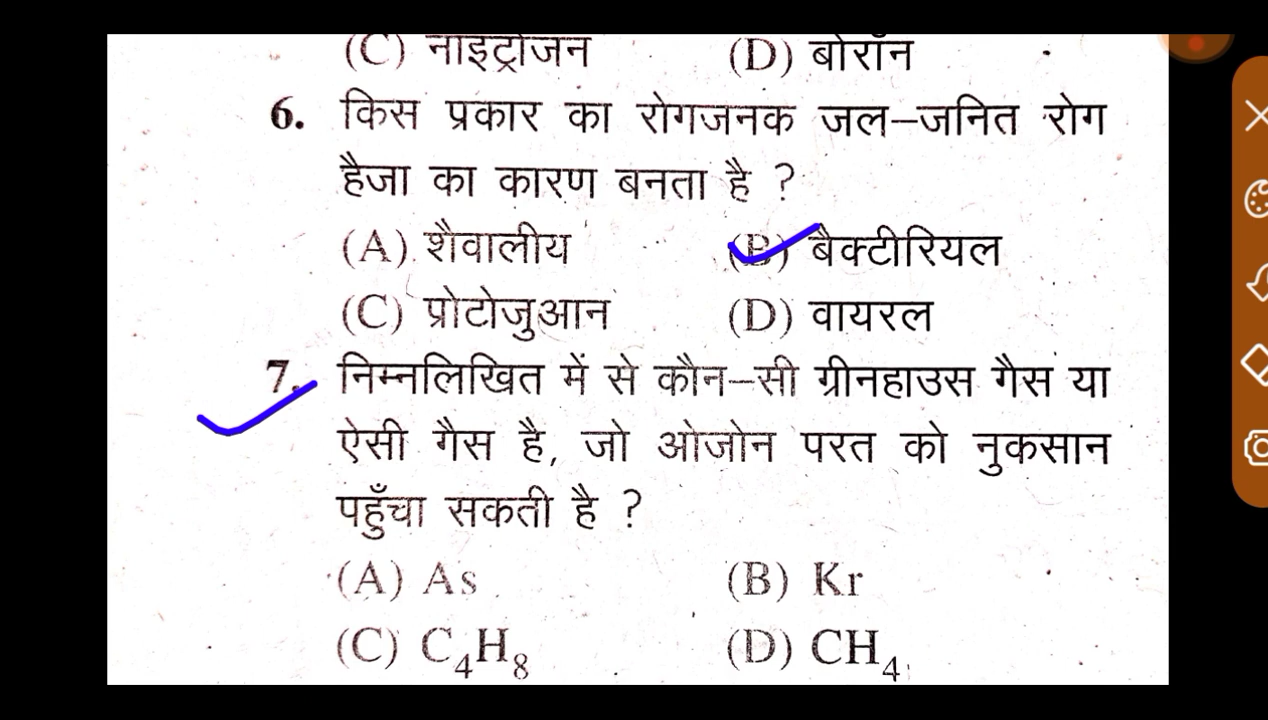 (C) नाइट्रोजन (D) बोरॉन
6. किस प्रकार का रोगजनक जल-जनित रोग
हैजा का कारण बनता है ?
(A) शैवालीय (B) बैक्टीरियल
(C) प्रोटोजुआन (D) वायरल
7. निम्नलिखित में से कौन-सी ग्रीनहाउस गैस या
ऐसी गैस है, जो ओजोन परत को नुकसान
पहुँचा सकती है ?
(A) As (B) Kr
(C) C₄H₈ (D) CH₄